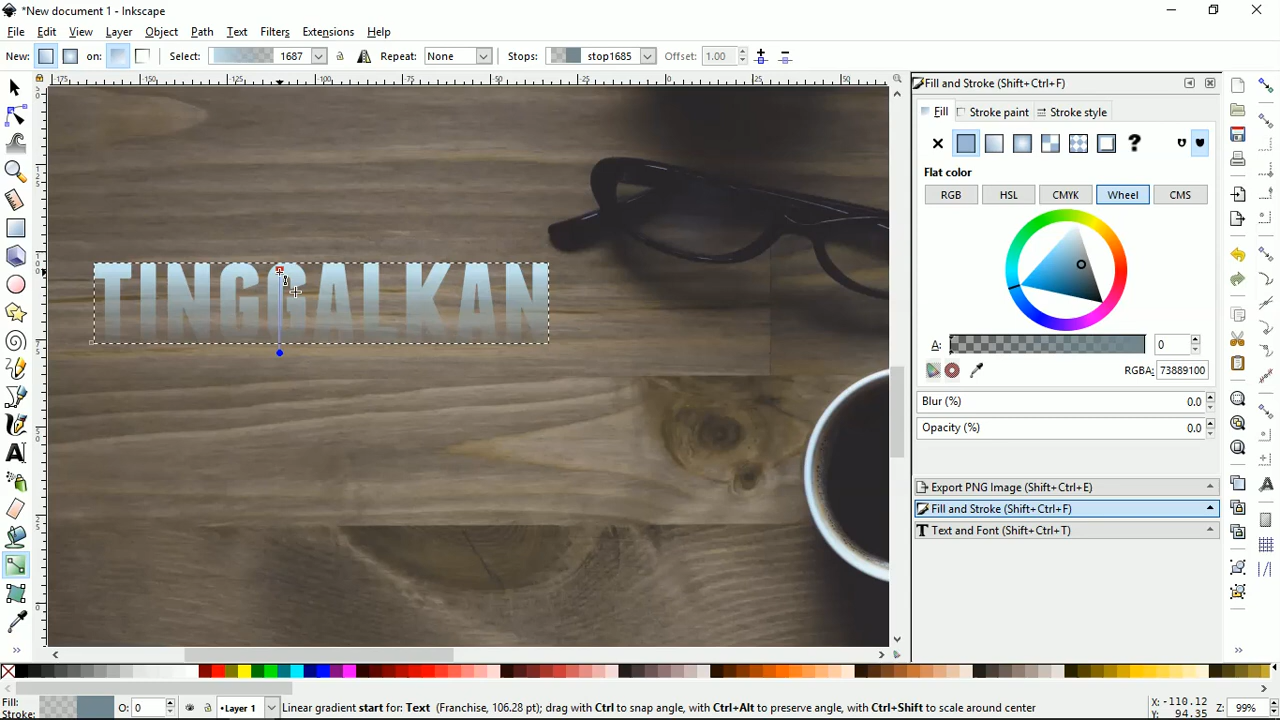 *New document 1 - Inkscape
File Edit View Layer Object Path Text Filters Extensions Help
New: on: Select: 1687 Repeat: None Stops: stop1685 Offset: 1.00
TINGGALKAN
Fill and Stroke (Shift+Ctrl+F)
Fill Stroke paint Stroke style
?
Flat color
RGB HSL CMYK Wheel CMS
A: 0
RGBA: 73889100
Blur (%) 0.0
Opacity (%) 0.0
Export PNG Image (Shift+Ctrl+E)
Fill and Stroke (Shift+Ctrl+F)
Text and Font (Shift+Ctrl+T)
Fill: O: 0 Layer 1 Linear gradient start for: Text (Franchise, 106.28 pt); drag with Ctrl to snap angle, with Ctrl+Alt to preserve angle, with Ctrl+Shift to scale around center X: -110.12 Z: 99%
Stroke: Y: 94.35